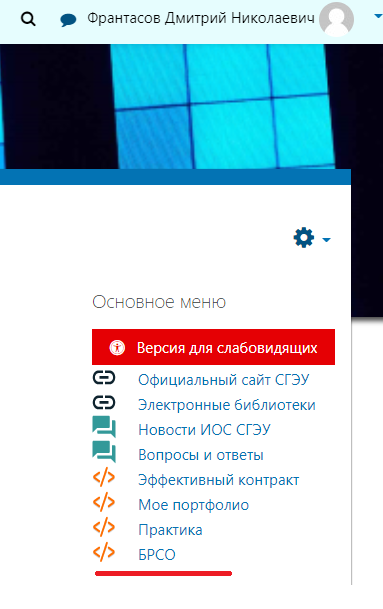 Франтасов Дмитрий Николаевич
Основное меню
Версия для слабовидящих
Официальный сайт СГЭУ
Электронные библиотеки
Новости ИОС СГЭУ
Вопросы и ответы
Эффективный контракт
Мое портфолио
Практика
БРСО